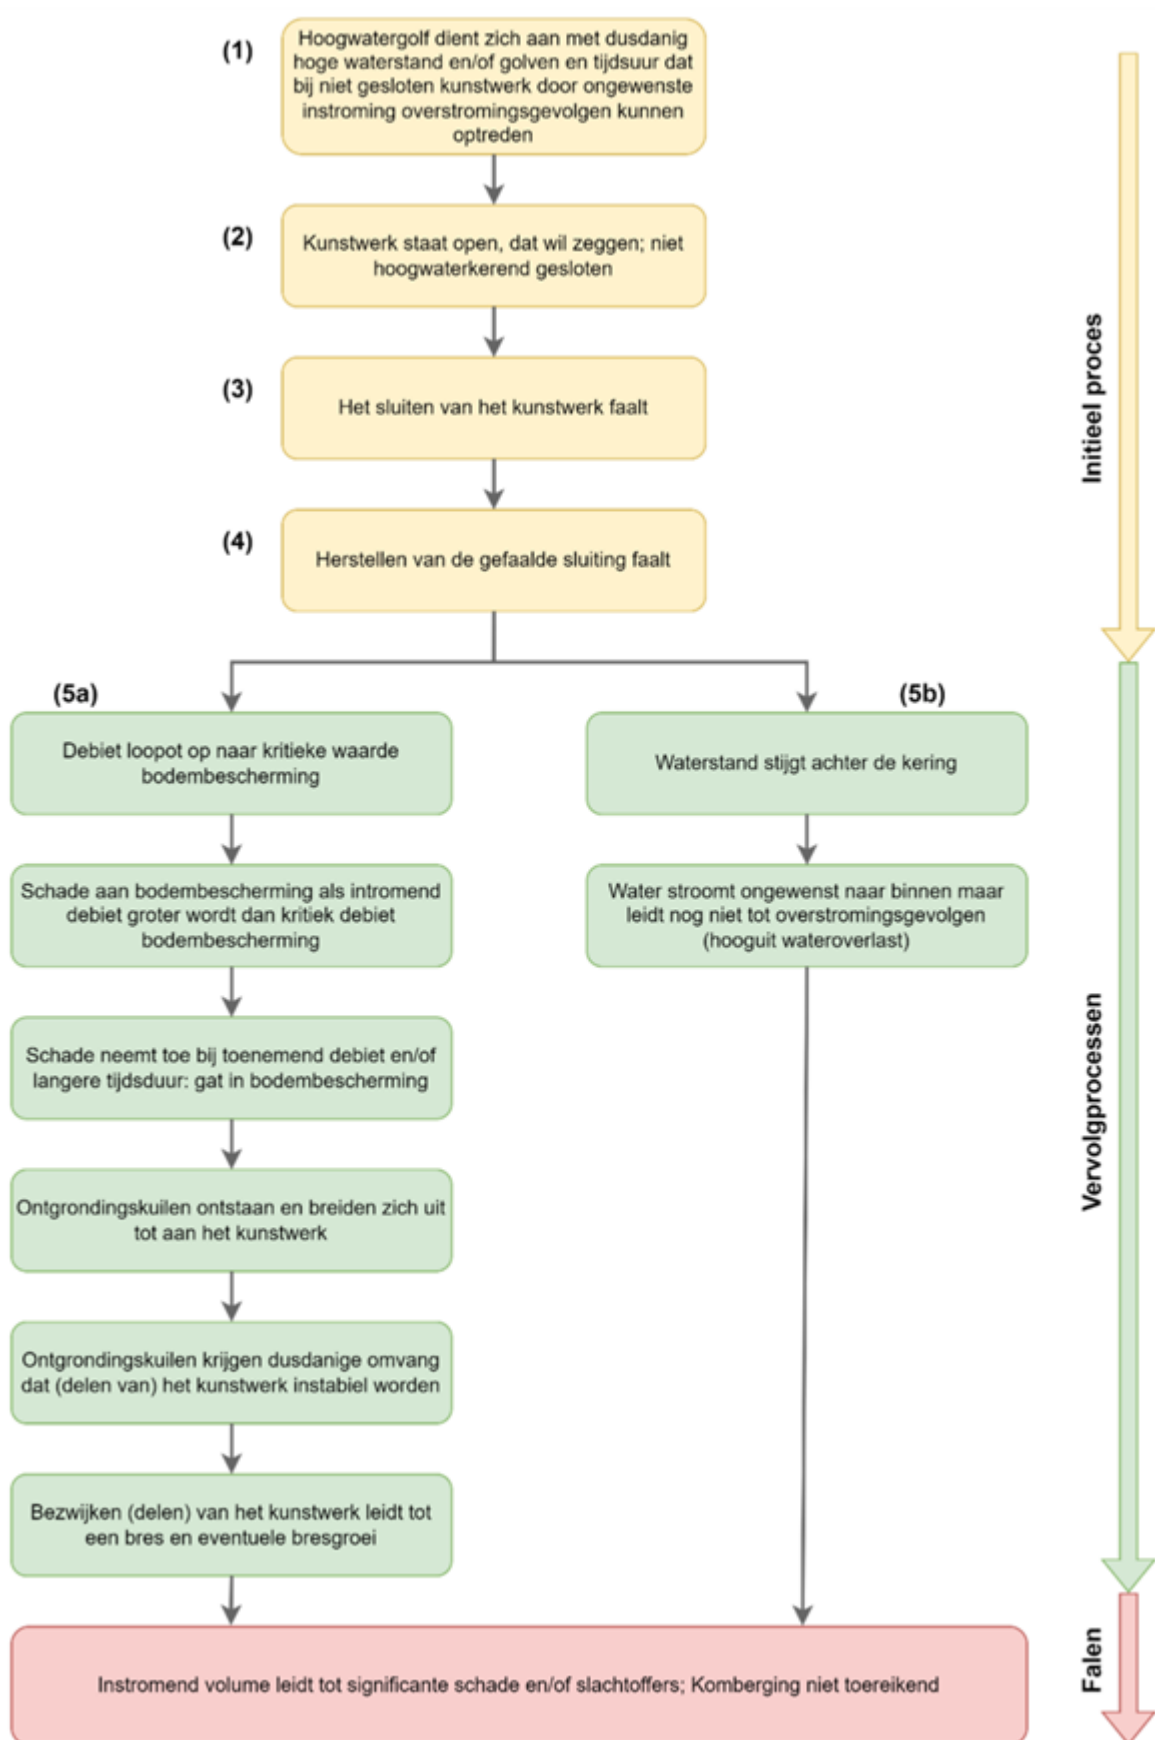 (1)
Hoogwatergolf dient zich aan met dusdanig
hoge waterstand en/of golven en tijdsuur dat
bij niet gesloten kunstwerk door ongewenste
instroming overstromingsgevolgen kunnen
optreden
(2)
Kunstwerk staat open, dat wil zeggen; niet
hoogwaterkerend gesloten
(3)
Het sluiten van het kunstwerk faalt
(4)
Herstellen van de gefaalde sluiting faalt
Initieel proces
(5a)
Debiet loopot op naar kritieke waarde
bodembescherming
Schade aan bodembescherming als intromend
debiet groter wordt dan kritiek debiet
bodembescherming
Schade neemt toe bij toenemend debiet en/of
langere tijdsduur: gat in bodembescherming
Ontgrondingskuilen ontstaan en breiden zich uit
tot aan het kunstwerk
Ontgrondingskuilen krijgen dusdanige omvang
dat (delen van) het kunstwerk instabiel worden
Bezwijken (delen) van het kunstwerk leidt tot
een bres en eventuele bresgroei
(5b)
Waterstand stijgt achter de kering
Water stroomt ongewenst naar binnen maar
leidt nog niet tot overstromingsgevolgen
(hooguit wateroverlast)
Vervolgprocessen
Instromend volume leidt tot significante schade en/of slachtoffers; Komberging niet toereikend
Falen